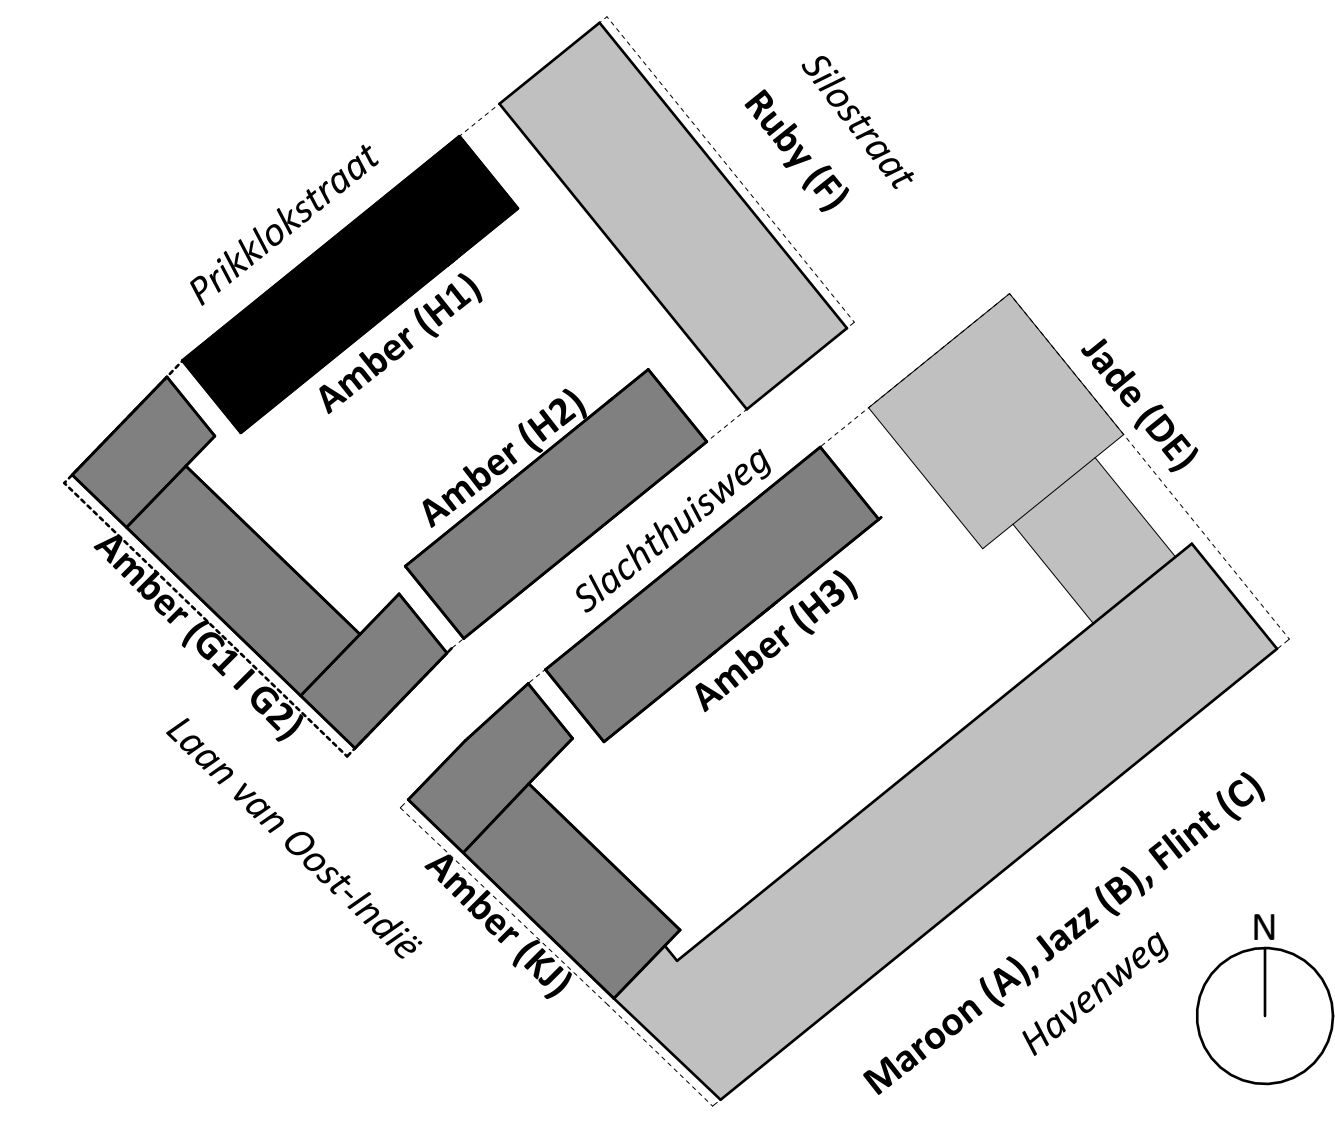 Silostraat
Ruby (F)
Prikklokstraat
Amber (H1)
Jade (DE)
Amber (H2)
Slachthuisweg
Amber (G1 I G2)
Amber (H3)
Laan van Oost-Indië
Amber (KJ)
Maroon (A), Jazz (B), Flint (C)
Havenweg
N